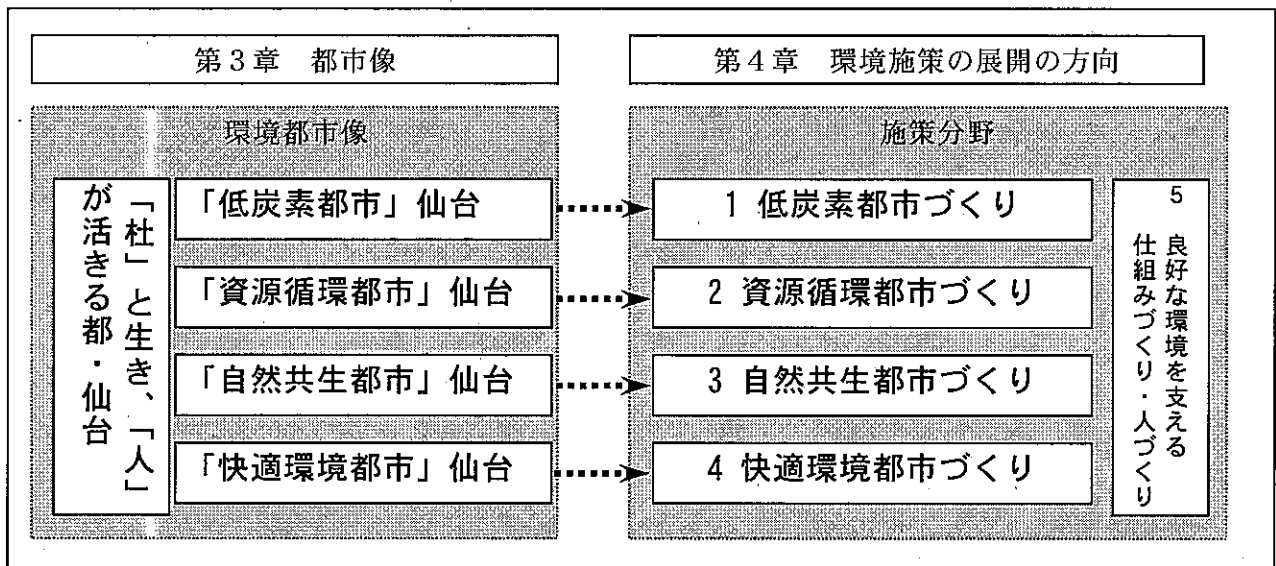 第3章 都市像
環境都市像
「杜」と生き、「人」
が活きる都・仙台
「低炭素都市」仙台
「資源循環都市」仙台
「自然共生都市」仙台
「快適環境都市」仙台
第4章 環境施策の展開の方向
施策分野
1 低炭素都市づくり
2 資源循環都市づくり
3 自然共生都市づくり
4 快適環境都市づくり
5 良好な環境を支える
仕組みづくり・人づくり